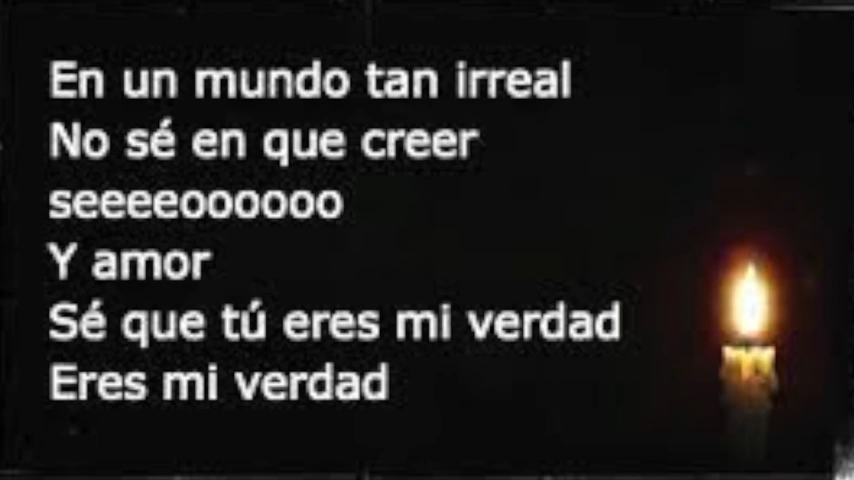 En un mundo tan irreal
No sé en que creer
seeeeoooooo
Y amor
Sé que tú eres mi verdad
Eres mi verdad